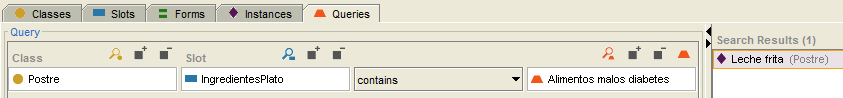 Classes Slots Forms Instances Queries
Query
Search Results (1)
Class Slot
Leche frita (Postre)
Postre IngredientesPlato contains Alimentos malos diabetes